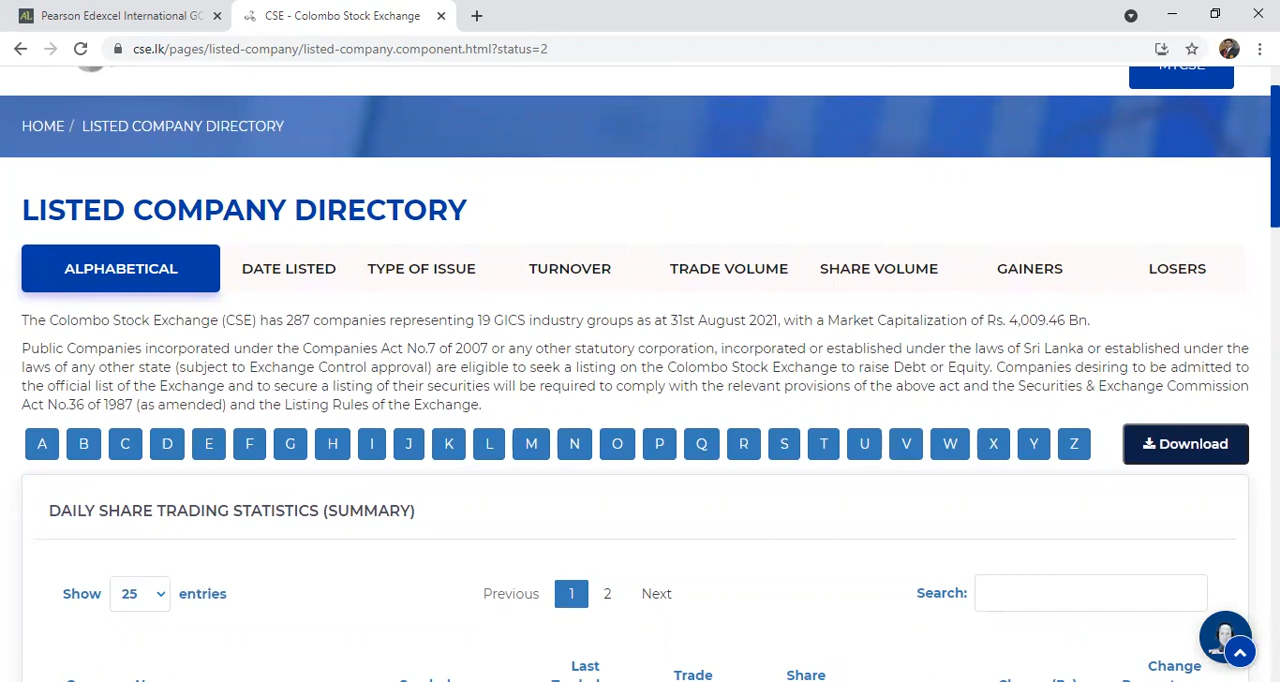 Pearson Edexcel International GC
CSE - Colombo Stock Exchange
cse.lk/pages/listed-company/listed-company.component.html?status=2
MYCSE
HOME / LISTED COMPANY DIRECTORY
LISTED COMPANY DIRECTORY
ALPHABETICAL DATE LISTED TYPE OF ISSUE TURNOVER TRADE VOLUME SHARE VOLUME GAINERS LOSERS
The Colombo Stock Exchange (CSE) has 287 companies representing 19 GICS industry groups as at 31st August 2021, with a Market Capitalization of Rs. 4,009.46 Bn.
Public Companies incorporated under the Companies Act No.7 of 2007 or any other statutory corporation, incorporated or established under the laws of Sri Lanka or established under the
laws of any other state (subject to Exchange Control approval) are eligible to seek a listing on the Colombo Stock Exchange to raise Debt or Equity. Companies desiring to be admitted to
the official list of the Exchange and to secure a listing of their securities will be required to comply with the relevant provisions of the above act and the Securities & Exchange Commission
Act No.36 of 1987 (as amended) and the Listing Rules of the Exchange.
A B C D E F G H I J K L M N O P Q R S T U V W X Y Z Download
DAILY SHARE TRADING STATISTICS (SUMMARY)
Show 25 entries Previous 1 2 Next Search:
Last Change
Trade Share